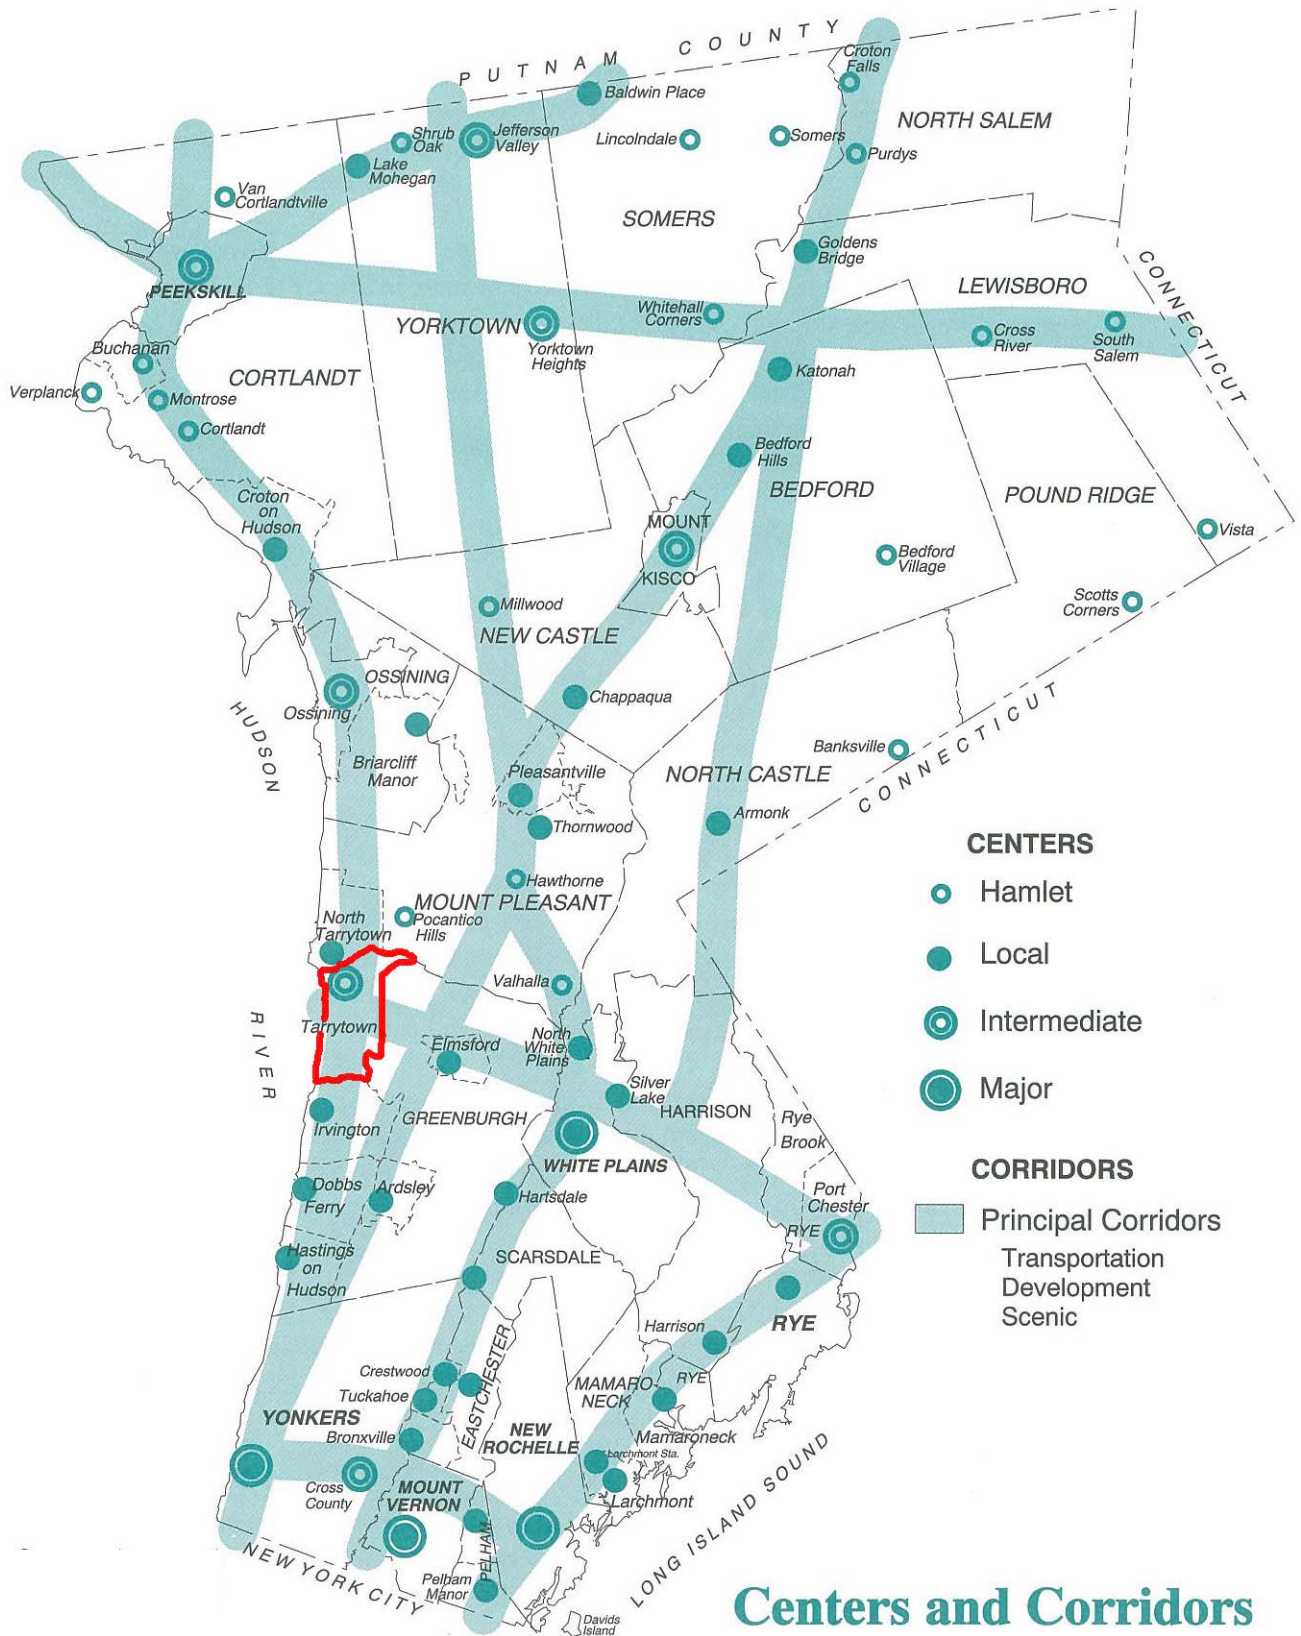 PUTNAM COUNTY
Croton
Falls
Baldwin Place
NORTH SALEM
Shrub
Oak
Jefferson
Valley
Lincolndale
Somers
Purdys
Lake
Mohegan
Van
Cortlandtville
SOMERS
Goldens
Bridge
CONNECTICUT
PEEKSKILL
LEWISBORO
Whitehall
Corners
YORKTOWN
Yorktown
Heights
Cross
River
South
Salem
Buchanan
CORTLANDT
Katonah
Verplanck
Montrose
Cortlandt
Bedford
Hills
BEDFORD
POUND RIDGE
Croton
on
Hudson
MOUNT
KISCO
Vista
Bedford
Village
Scotts
Corners
Millwood
NEW CASTLE
OSSINING
Ossining
Chappaqua
HUDSON
CONNECTICUT
Banksville
Briarcliff
Manor
Pleasantville
NORTH CASTLE
Thornwood
Armonk
CENTERS
Hamlet
Local
Intermediate
Major
Hawthorne
MOUNT PLEASANT
North
Tarrytown
Pocantico
Hills
Valhalla
RIVER
Tarrytown
Elmsford
North
White
Plains
Silver
Lake
HARRISON
GREENBURGH
Irvington
Rye
Brook
WHITE PLAINS
CORRIDORS
Principal Corridors
Transportation
Development
Scenic
Dobbs
Ferry
Ardsley
Hartsdale
Port
Chester
RYE
Hastings
on
Hudson
SCARSDALE
RYE
Harrison
Crestwood
Tuckahoe
EASTCHESTER
MAMARO
NECK
RYE
YONKERS
Bronxville
NEW
ROCHELLE
Mamaroneck
Larchmont Sta.
Larchmont
Cross
County
MOUNT
VERNON
PELHAM
LONG ISLAND SOUND
NEW YORK CITY
Pelham
Manor
Davids
Island
Centers and Corridors